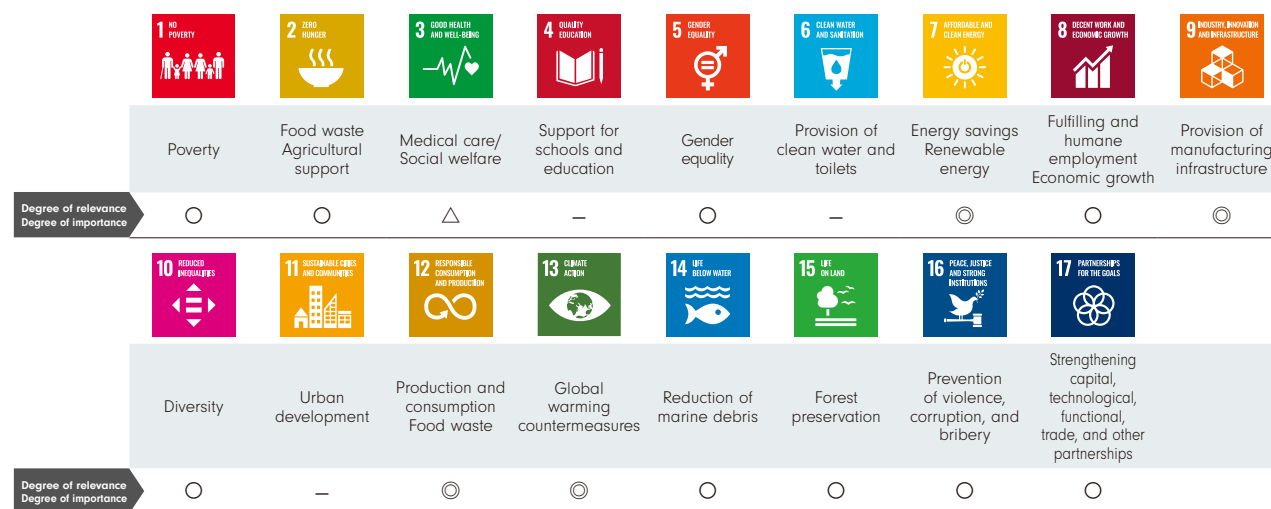 1 NO
POVERTY
2 ZERO
HUNGER
3 GOOD HEALTH
AND WELL-BEING
4 QUALITY
EDUCATION
5 GENDER
EQUALITY
6 CLEAN WATER
AND SANITATION
7 AFFORDABLE AND
CLEAN ENERGY
8 DECENT WORK AND
ECONOMIC GROWTH
9 INDUSTRY, INNOVATION
AND INFRASTRUCTURE
Poverty
Food waste
Agricultural
support
Medical care/
Social welfare
Support for
schools and
education
Gender
equality
Provision of
clean water and
toilets
Energy savings
Renewable
energy
Fulfilling and
humane
employment
Economic growth
Provision of
manufacturing
infrastructure
Degree of relevance
Degree of importance
○ ○ △ – ○ – ◎ ○ ◎
10 REDUCED
INEQUALITIES
11 SUSTAINABLE CITIES
AND COMMUNITIES
12 RESPONSIBLE
CONSUMPTION
AND PRODUCTION
13 CLIMATE
ACTION
14 LIFE
BELOW WATER
15 LIFE
ON LAND
16 PEACE, JUSTICE
AND STRONG
INSTITUTIONS
17 PARTNERSHIPS
FOR THE GOALS
Diversity
Urban
development
Production and
consumption
Food waste
Global
warming
countermeasures
Reduction of
marine debris
Forest
preservation
Prevention
of violence,
corruption, and
bribery
Strengthening
capital,
technological,
functional,
trade, and other
partnerships
Degree of relevance
Degree of importance
○ – ◎ ◎ ○ ○ ○ ○